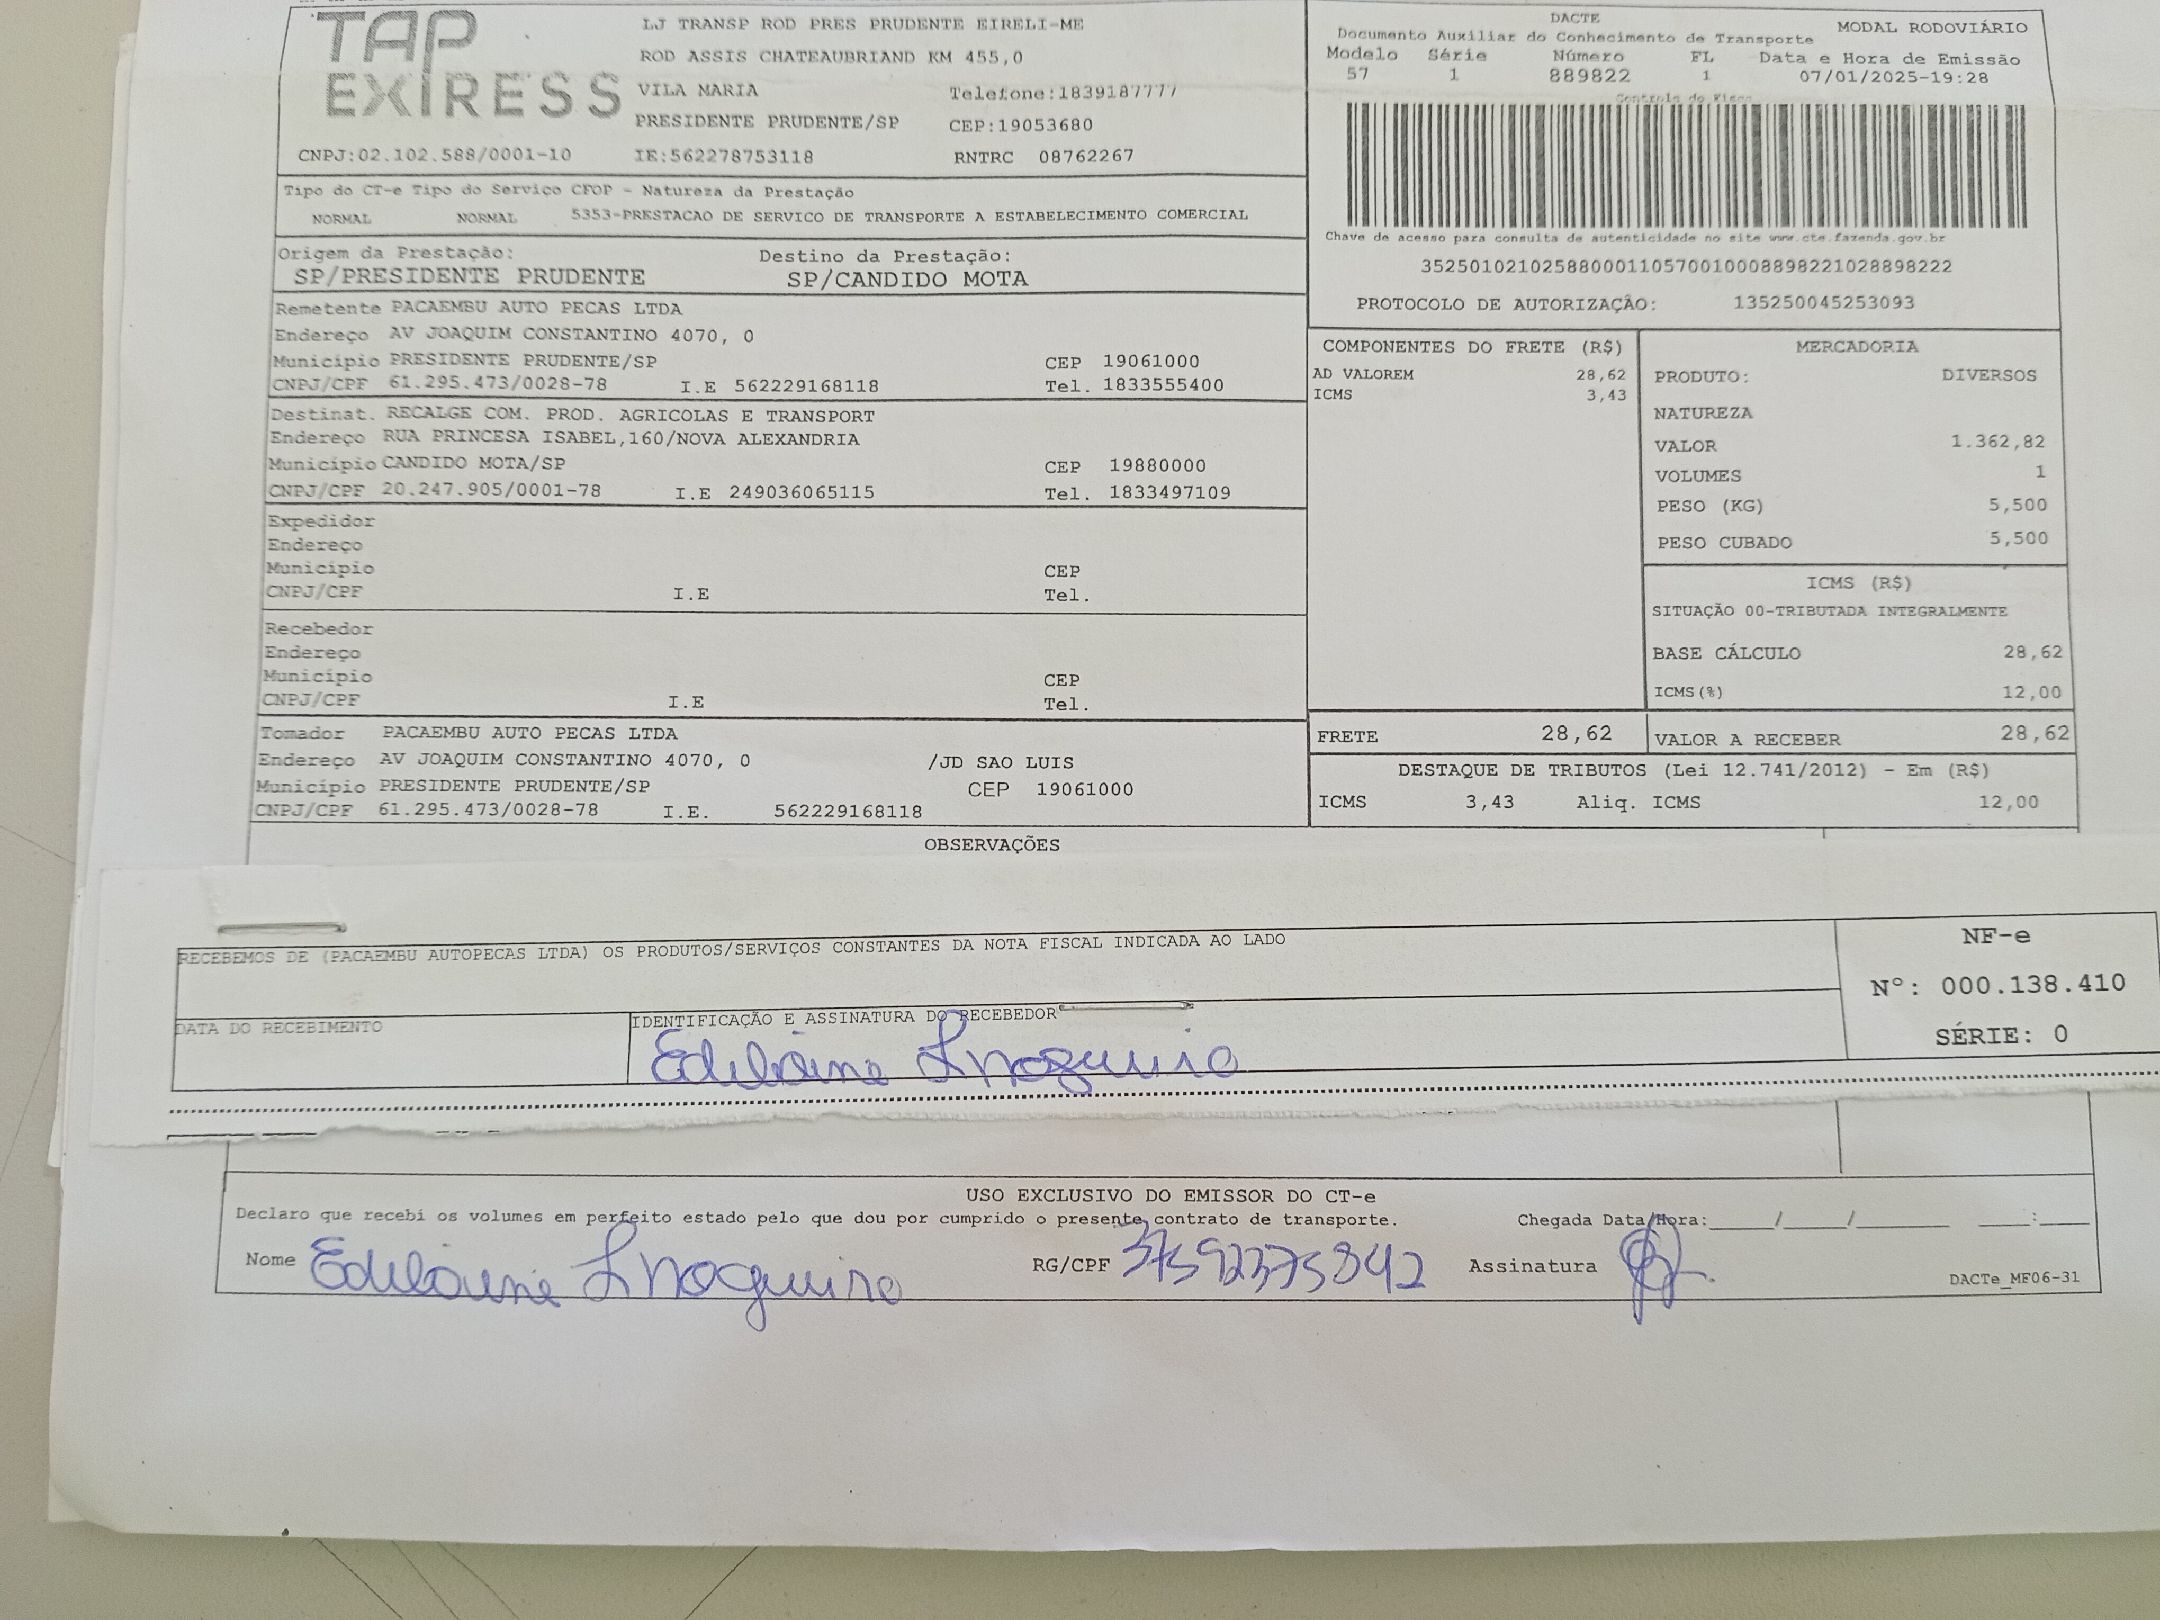 TAP
EXPRESS
LJ TRANSP ROD PRES PRUDENTE EIRELI-ME
ROD ASSIS CHATEAUBRIAND KM 455,0
VILA MARIA Telefone:1839187777
PRESIDENTE PRUDENTE/SP CEP:19053680
CNPJ:02.102.588/0001-10 IE:562278753118 RNTRC 08762267
DACTE
Documento Auxiliar do Conhecimento de Transporte MODAL RODOVIÁRIO
Modelo Série Número FL Data e Hora de Emissão
57 1 889822 1 07/01/2025-19:28
Controle do Fisco
Chave de acesso para consulta de autenticidade no site www.cte.fazenda.gov.br
35250102102588000110570010008898221028898222
PROTOCOLO DE AUTORIZAÇÃO: 135250045253093
Tipo do CT-e Tipo do Serviço CFOP - Natureza da Prestação
NORMAL NORMAL 5353-PRESTACAO DE SERVICO DE TRANSPORTE A ESTABELECIMENTO COMERCIAL
Origem da Prestação: Destino da Prestação:
SP/PRESIDENTE PRUDENTE SP/CANDIDO MOTA
Remetente PACAEMBU AUTO PECAS LTDA
Endereço AV JOAQUIM CONSTANTINO 4070, 0
Município PRESIDENTE PRUDENTE/SP CEP 19061000
CNPJ/CPF 61.295.473/0028-78 I.E 562229168118 Tel. 1833555400
Destinat. RECALGE COM. PROD. AGRICOLAS E TRANSPORT
Endereço RUA PRINCESA ISABEL,160/NOVA ALEXANDRIA
Município CANDIDO MOTA/SP CEP 19880000
CNPJ/CPF 20.247.905/0001-78 I.E 249036065115 Tel. 1833497109
Expedidor
Endereço
Município CEP
CNPJ/CPF I.E Tel.
Recebedor
Endereço
Município CEP
CNPJ/CPF I.E Tel.
Tomador PACAEMBU AUTO PECAS LTDA
Endereço AV JOAQUIM CONSTANTINO 4070, 0 /JD SAO LUIS
Município PRESIDENTE PRUDENTE/SP CEP 19061000
CNPJ/CPF 61.295.473/0028-78 I.E. 562229168118
COMPONENTES DO FRETE (R$)
AD VALOREM 28,62
ICMS 3,43
MERCADORIA
PRODUTO: DIVERSOS
NATUREZA
VALOR 1.362,82
VOLUMES 1
PESO (KG) 5,500
PESO CUBADO 5,500
ICMS (R$)
SITUAÇÃO 00-TRIBUTADA INTEGRALMENTE
BASE CÁLCULO 28,62
ICMS(%) 12,00
FRETE 28,62 VALOR A RECEBER 28,62
DESTAQUE DE TRIBUTOS (Lei 12.741/2012) - Em (R$)
ICMS 3,43 Aliq. ICMS 12,00
OBSERVAÇÕES
RECEBEMOS DE (PACAEMBU AUTOPECAS LTDA) OS PRODUTOS/SERVIÇOS CONSTANTES DA NOTA FISCAL INDICADA AO LADO
NF-e
Nº: 000.138.410
SÉRIE: 0
DATA DO RECEBIMENTO IDENTIFICAÇÃO E ASSINATURA DO RECEBEDOR
Edilaine
USO EXCLUSIVO DO EMISSOR DO CT-e
Declaro que recebi os volumes em perfeito estado pelo que dou por cumprido o presente contrato de transporte. Chegada Data/Hora:_____/_____/________ ____:____
Nome Edilaine RG/CPF 37592375842 Assinatura
DACTe_MF06-31